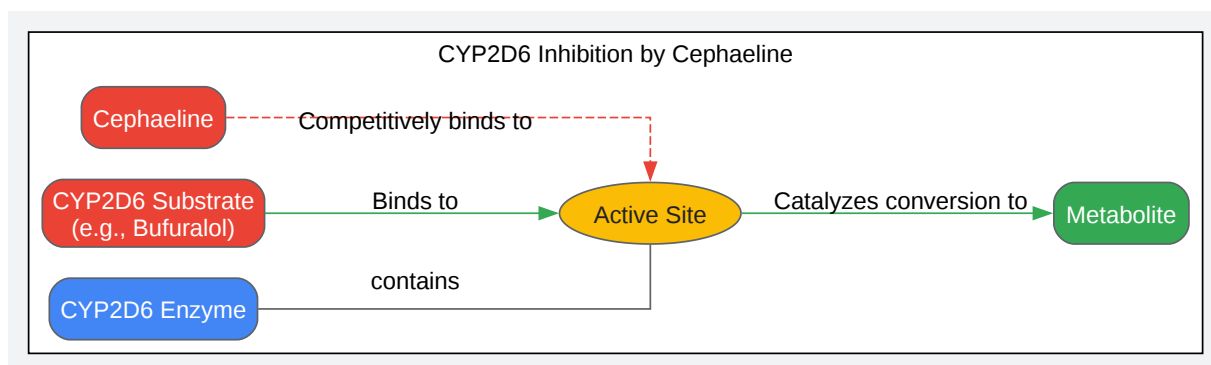 CYP2D6 Inhibition by Cephaeline
Cephaeline
Competitively binds to
CYP2D6 Substrate
(e.g., Bufuralol)
Binds to
Active Site
Catalyzes conversion to
Metabolite
contains
CYP2D6 Enzyme